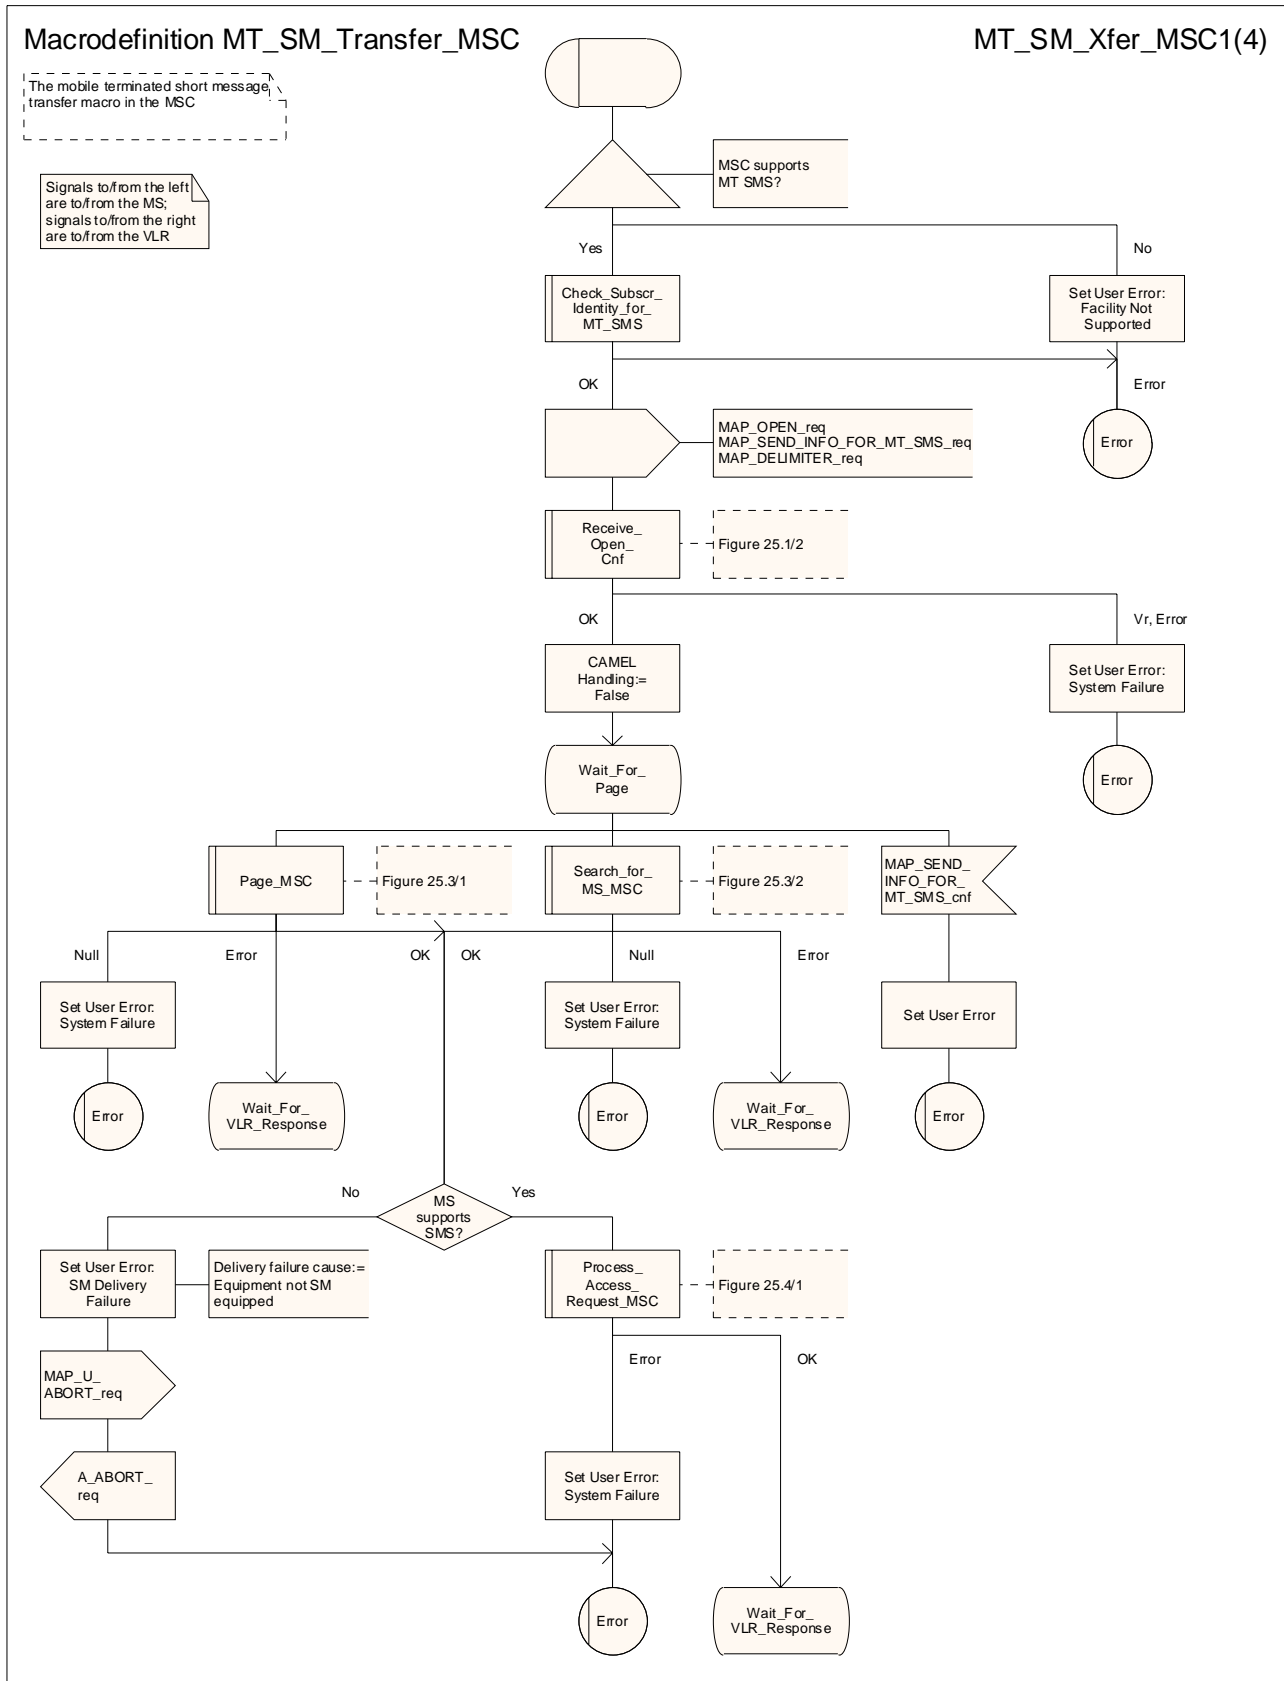 Macrodefinition MT_SM_Transfer_MSC
MT_SM_Xfer_MSC1(4)
The mobile terminated short message
transfer macro in the MSC
Signals to/from the left
are to/from the MS;
signals to/from the right
are to/from the VLR
MSC supports
MT SMS?
Yes
No
Check_Subscr_
Identity_for_
MT_SMS
Set User Error:
Facility Not
Supported
OK
Error
MAP_OPEN_req
MAP_SEND_INFO_FOR_MT_SMS_req
MAP_DELIMITER_req
Error
Receive_
Open_
Cnf
Figure 25.1/2
OK
Vr, Error
CAMEL
Handling:=
False
Set User Error:
System Failure
Wait_For_
Page
Error
Page_MSC
Figure 25.3/1
Search_for_
MS_MSC
Figure 25.3/2
MAP_SEND_
INFO_FOR_
MT_SMS_cnf
Null
Error
OK
OK
Null
Error
Set User Error:
System Failure
Set User Error:
System Failure
Set User Error
Error
Wait_For_
VLR_Response
Error
Wait_For_
VLR_Response
Error
No
MS
supports
SMS?
Yes
Set User Error:
SM Delivery
Failure
Delivery failure cause:=
Equipment not SM
equipped
Process_
Access_
Request_MSC
Figure 25.4/1
Error
OK
MAP_U_
ABORT_req
A_ABORT_
req
Set User Error:
System Failure
Error
Wait_For_
VLR_Response